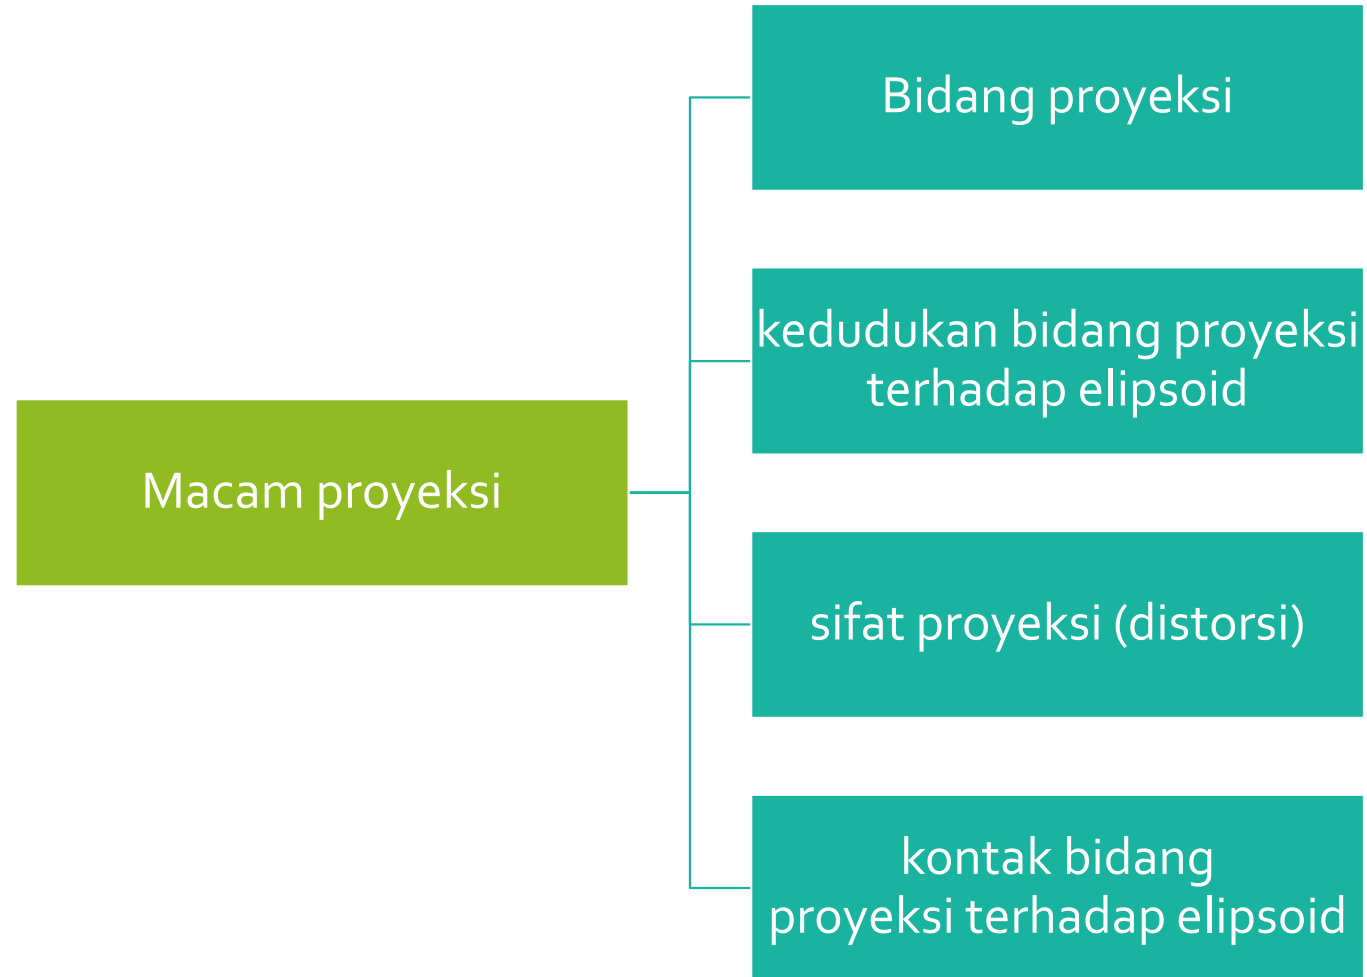 Bidang proyeksi
kedudukan bidang proyeksi
terhadap elipsoid
Macam proyeksi
sifat proyeksi (distorsi)
kontak bidang
proyeksi terhadap elipsoid